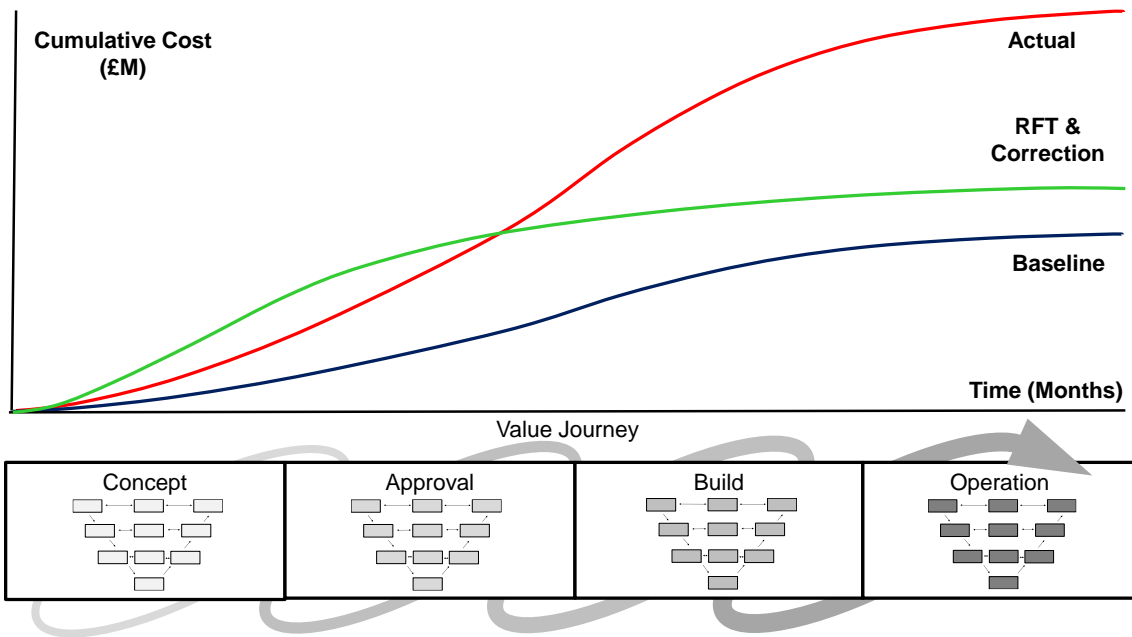 Cumulative Cost
(£M)
Actual
RFT &
Correction
Baseline
Time (Months)
Value Journey
Concept
Approval
Build
Operation